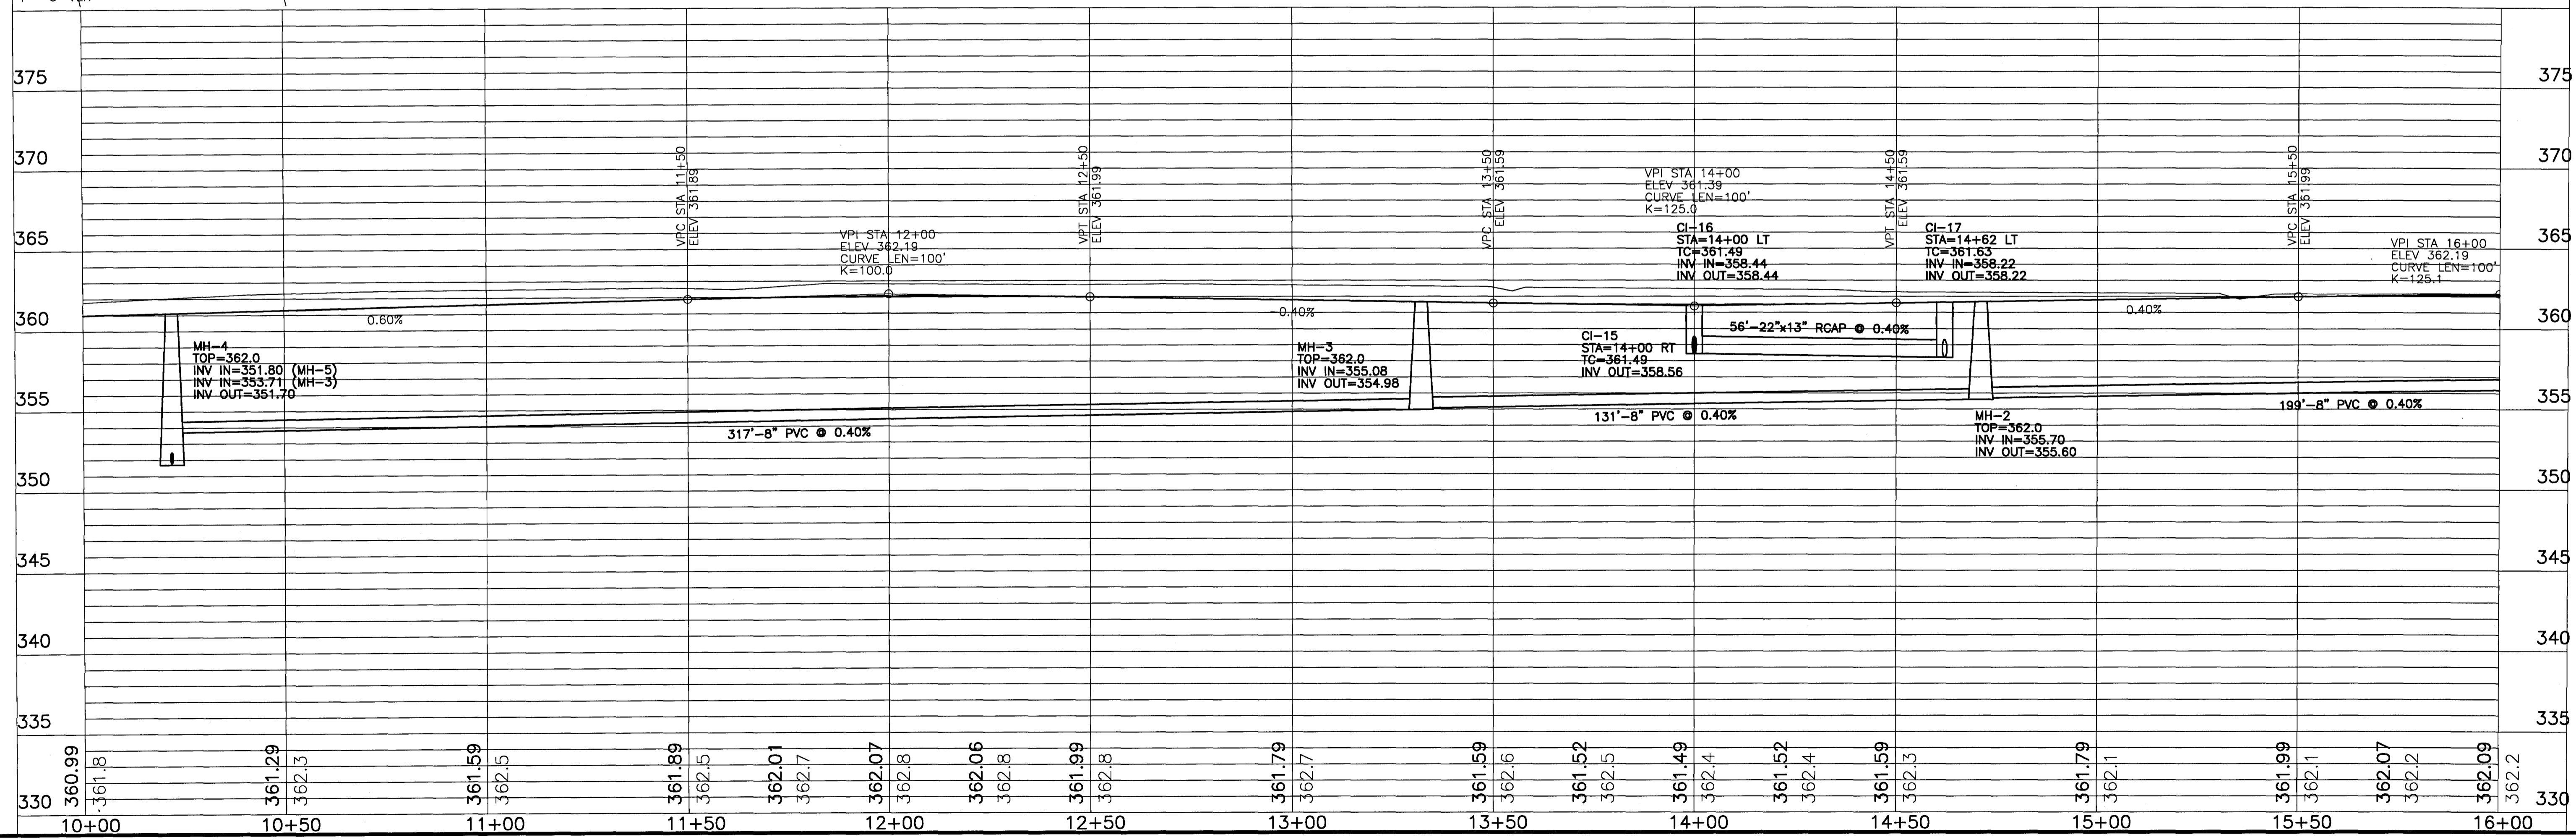 375
375
370
370
365
365
VPC STA 11+50
ELEV 361.89
VPI STA 12+00
ELEV 362.19
CURVE LEN=100'
K=100.0
VPT STA 12+50
ELEV 361.99
VPC STA 13+50
ELEV 361.59
VPI STA 14+00
ELEV 361.39
CURVE LEN=100'
K=125.0
CI-16
STA=14+00 LT
TC=361.49
INV IN=358.44
INV OUT=358.44
VPT STA 14+50
ELEV 361.59
CI-17
STA=14+62 LT
TC=361.63
INV IN=358.22
INV OUT=358.22
VPC STA 15+50
ELEV 361.99
VPI STA 16+00
ELEV 362.19
CURVE LEN=100'
K=125.1
360
360
0.60%
-0.40%
0.40%
56'-22"x13" RCAP @ 0.40%
MH-4
TOP=362.0
INV IN=351.80 (MH-5)
INV IN=353.71 (MH-3)
INV OUT=351.70
MH-3
TOP=362.0
INV IN=355.08
INV OUT=354.98
CI-15
STA=14+00 RT
TC=361.49
INV OUT=358.56
355
355
317'-8" PVC @ 0.40%
131'-8" PVC @ 0.40%
199'-8" PVC @ 0.40%
MH-2
TOP=362.0
INV IN=355.70
INV OUT=355.60
350
350
345
345
340
340
335
335
330
330
360.99
361.8
361.29
362.3
361.59
362.5
361.89
362.5
362.01
362.7
362.07
362.8
362.06
362.8
361.99
362.8
361.79
362.7
361.59
362.6
361.52
362.5
361.49
362.4
361.52
362.4
361.59
362.3
361.79
362.1
361.99
362.1
362.07
362.2
362.09
362.2
10+00
10+50
11+00
11+50
12+00
12+50
13+00
13+50
14+00
14+50
15+00
15+50
16+00